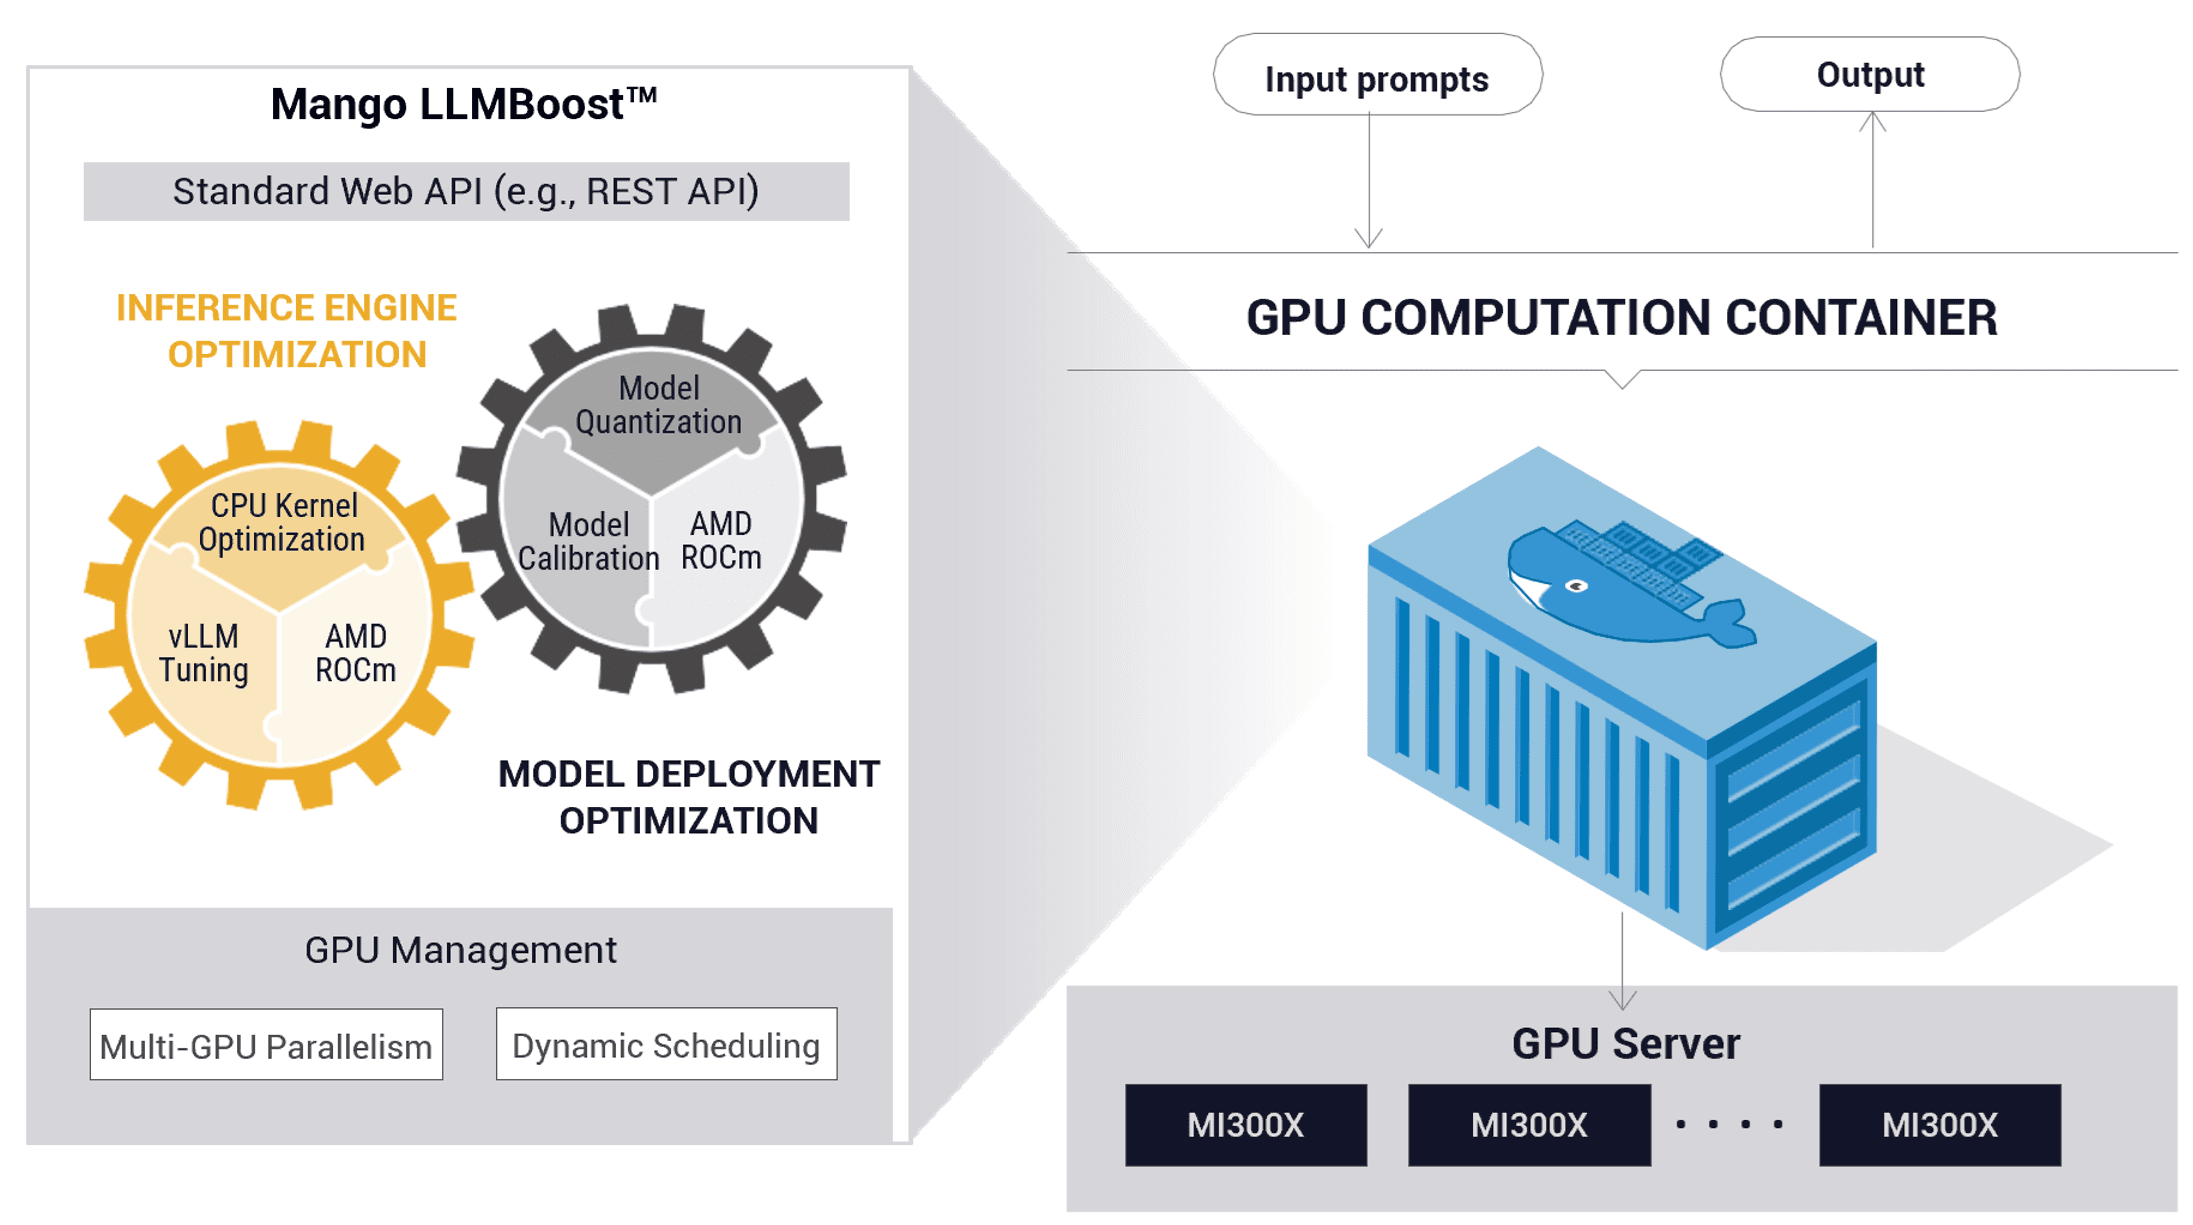 Mango LLMBoost™
Standard Web API (e.g., REST API)
INFERENCE ENGINE
OPTIMIZATION
CPU Kernel
Optimization
vLLM
Tuning
AMD
ROCm
Model
Quantization
Model
Calibration
AMD
ROCm
MODEL DEPLOYMENT
OPTIMIZATION
GPU Management
Multi-GPU Parallelism
Dynamic Scheduling
Input prompts
Output
GPU COMPUTATION CONTAINER
GPU Server
MI300X
MI300X
. . . .
MI300X